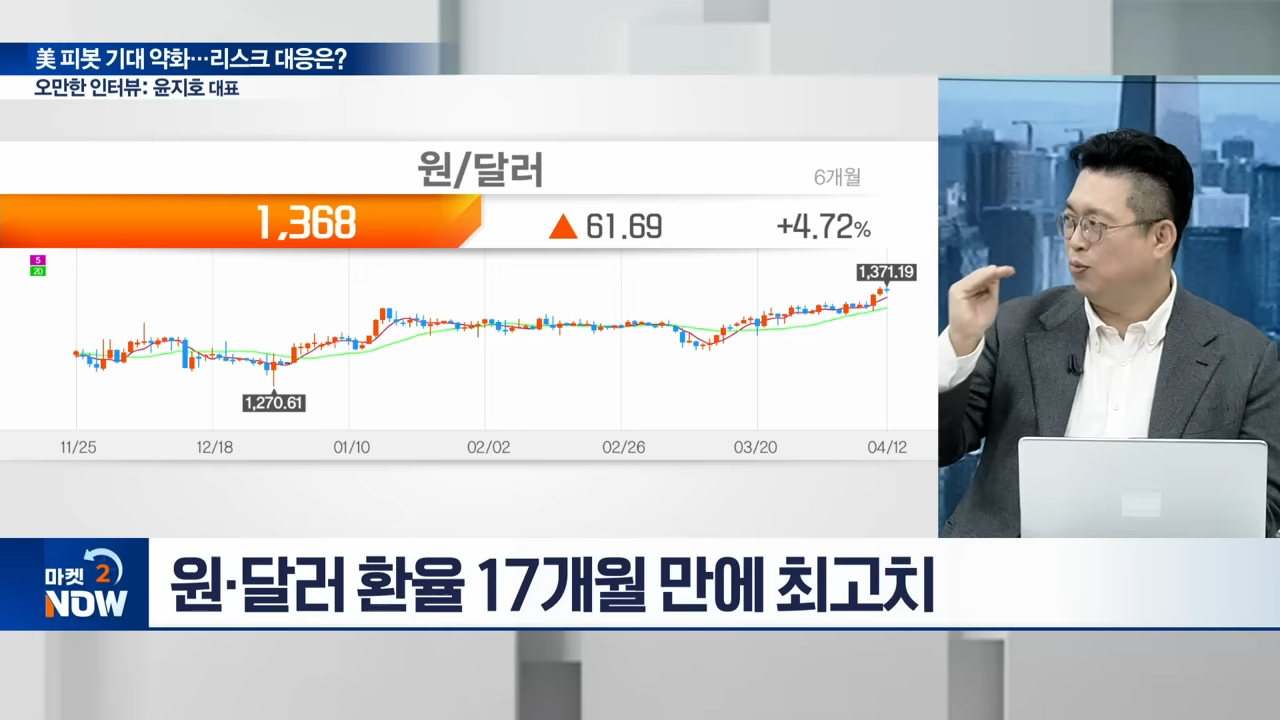 美 피봇 기대 약화…리스크 대응은?
오만한 인터뷰: 윤지호 대표
원/달러
6개월
1,368 ▲ 61.69 +4.72%
5
20
1,371.19
1,270.61
11/25 12/18 01/10 02/02 02/26 03/20 04/12
마켓 2
NOW
원·달러 환율 17개월 만에 최고치